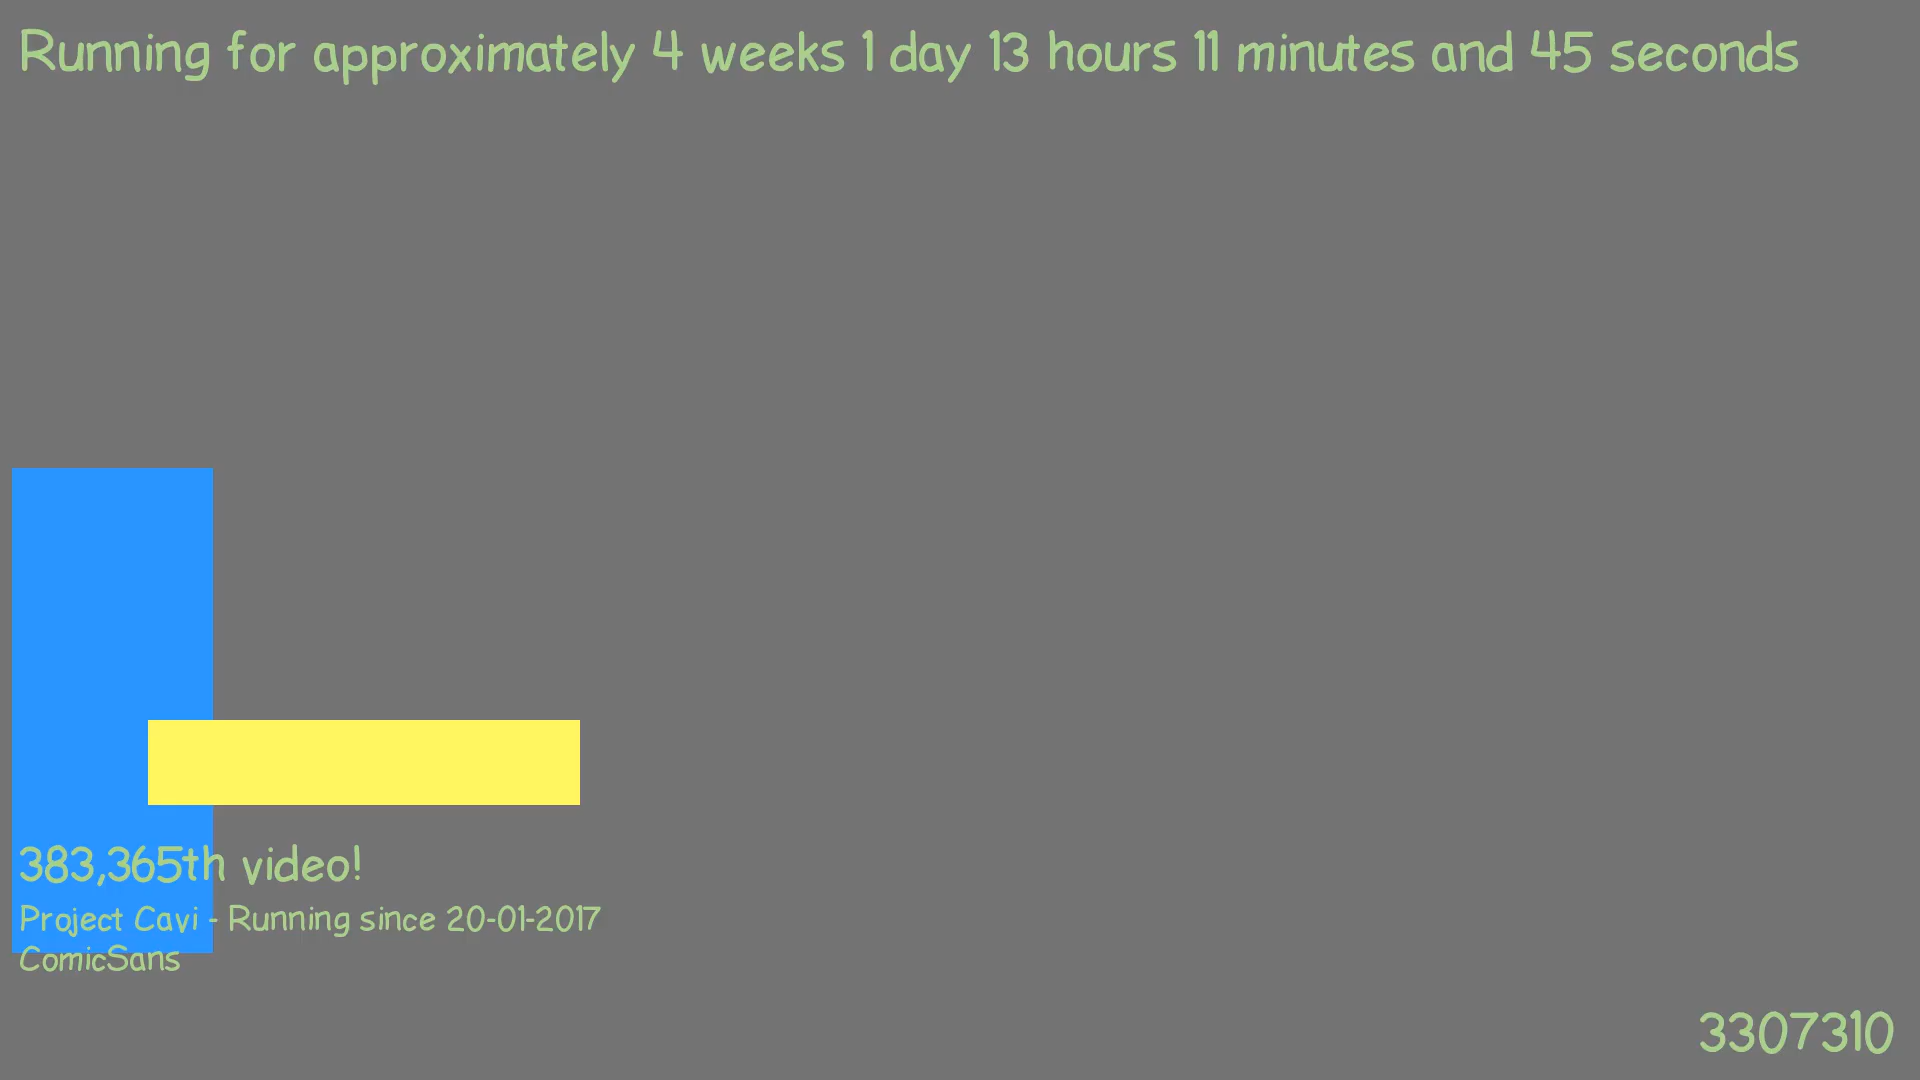 Running for approximately 4 weeks 1 day 13 hours 11 minutes and 45 seconds
383,365th video!
Project Cavi - Running since 20-01-2017
ComicSans
3307310